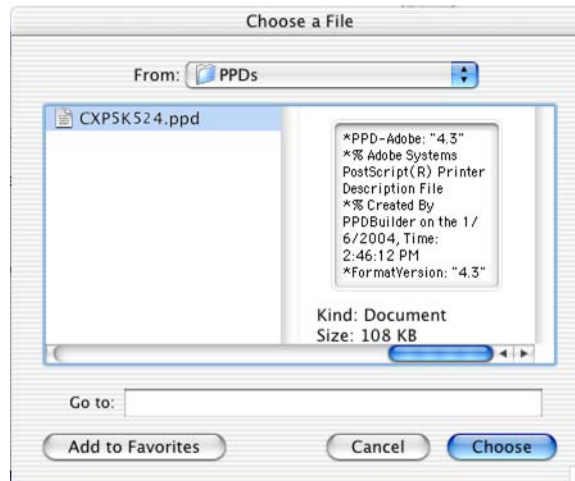 Choose a File
From: PPDs
CXP5K524.ppd
*PPD-Adobe: "4.3"
*% Adobe Systems
PostScript(R) Printer
Description File
*% Created By
PPDBuilder on the 1/
6/2004, Time:
2:46:12 PM
*FormatVersion: "4.3"
Kind: Document
Size: 108 KB
Go to:
Add to Favorites
Cancel
Choose